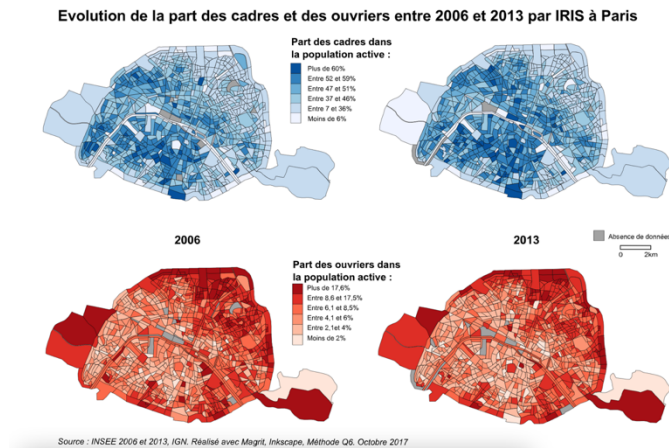 Evolution de la part des cadres et des ouvriers entre 2006 et 2013 par IRIS à Paris
Part des cadres dans
la population active :
Plus de 60%
Entre 52 et 59%
Entre 47 et 51%
Entre 37 et 46%
Entre 7 et 36%
Moins de 6%
2006
2013
Absence de données
0 2km
Part des ouvriers dans
la population active :
Plus de 17,6%
Entre 8,6 et 17,5%
Entre 6,1 et 8,5%
Entre 4,1 et 6%
Entre 2,1et 4%
Moins de 2%
Source : INSEE 2006 et 2013, IGN. Réalisé avec Magrit, Inkscape, Méthode Q6. Octobre 2017